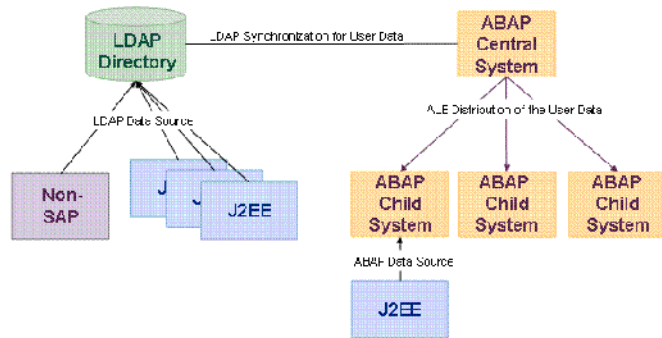 LDAP
Directory
LDAP Synchronization for User Data
ABAP
Central
System
LDAP Data Source
ALE Distribution of the User Data
Non-
SAP
J
J
J2EE
ABAP
Child
System
ABAP
Child
System
ABAP
Child
System
ABAP Data Source
J2EE